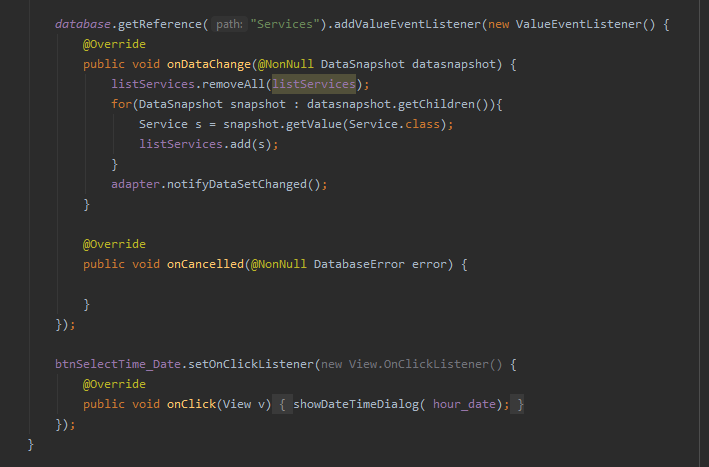 database.getReference( path: "Services").addValueEventListener(new ValueEventListener() {
@Override
public void onDataChange(@NonNull DataSnapshot datasnapshot) {
listServices.removeAll(listServices);
for(DataSnapshot snapshot : datasnapshot.getChildren()){
Service s = snapshot.getValue(Service.class);
listServices.add(s);
}
adapter.notifyDataSetChanged();
}
@Override
public void onCancelled(@NonNull DatabaseError error) {
}
});
btnSelectTime_Date.setOnClickListener(new View.OnClickListener() {
@Override
public void onClick(View v) { showDateTimeDialog( hour_date); }
});
}